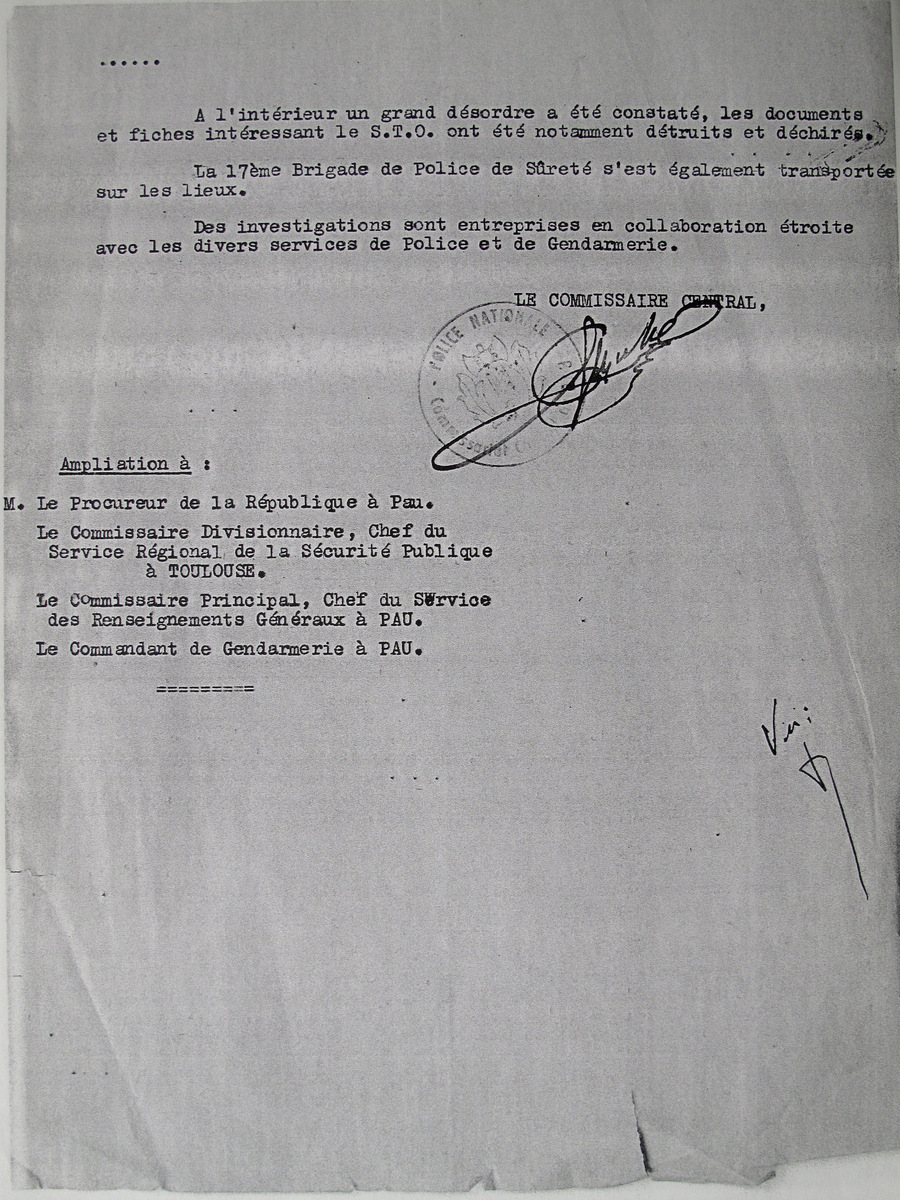 ......
A l'intérieur un grand désordre a été constaté, les documents
et fiches intéressant le S.T.O. ont été notamment détruits et déchirés.
La 17ème Brigade de Police de Sûreté s'est également transportée
sur les lieux.
Des investigations sont entreprises en collaboration étroite
avec les divers services de Police et de Gendarmerie.
LE COMMISSAIRE CENTRAL,
POLICE NATIONALE
Commissariat
Ampliation à :
M. Le Procureur de la République à Pau.
Le Commissaire Divisionnaire, Chef du
Service Régional de la Sécurité Publique
à TOULOUSE.
Le Commissaire Principal, Chef du Service
des Renseignements Généraux à PAU.
Le Commandant de Gendarmerie à PAU.
=========